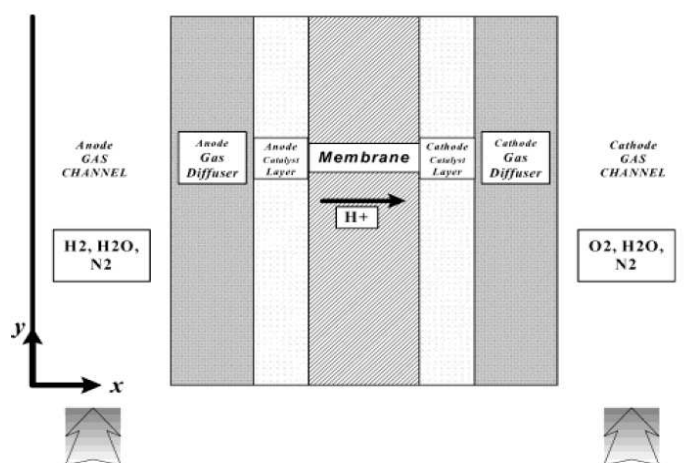 Anode
GAS
CHANNEL
Anode
Gas
Diffuser
Anode
Catalyst
Layer
Membrane
Cathode
Catalyst
Layer
Cathode
Gas
Diffuser
Cathode
GAS
CHANNEL
H+
H2, H2O,
N2
O2, H2O,
N2
y
x